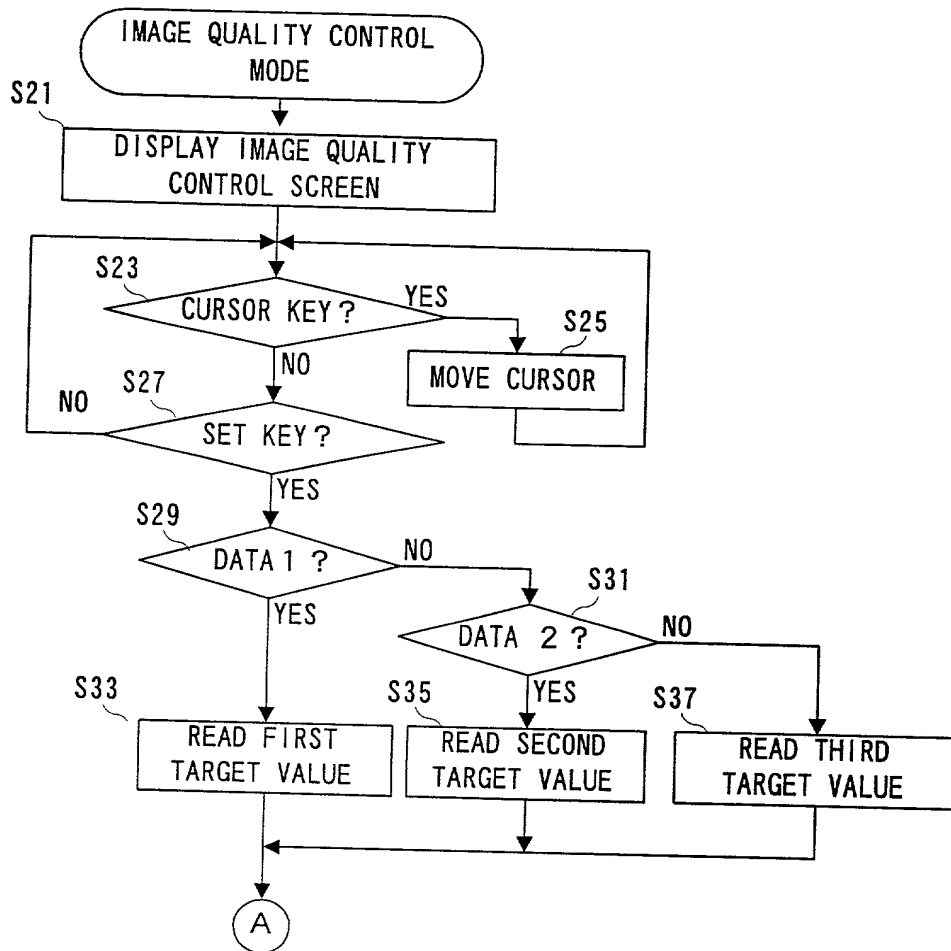 IMAGE QUALITY CONTROL
MODE
S21
DISPLAY IMAGE QUALITY
CONTROL SCREEN
S23
CURSOR KEY?
YES
S25
MOVE CURSOR
NO
S27
NO
SET KEY?
YES
S29
DATA1 ?
NO
YES
S31
DATA 2?
NO
YES
S33
READ FIRST
TARGET VALUE
S35
READ SECOND
TARGET VALUE
S37
READ THIRD
TARGET VALUE
A